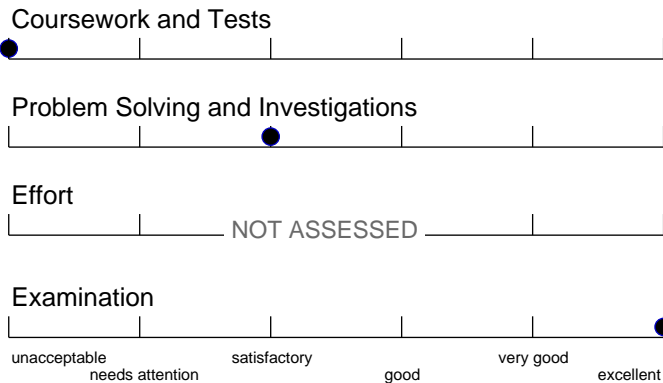 Coursework and Tests
Problem Solving and Investigations
Effort
NOT ASSESSED
Examination
unacceptable satisfactory very good
needs attention good excellent